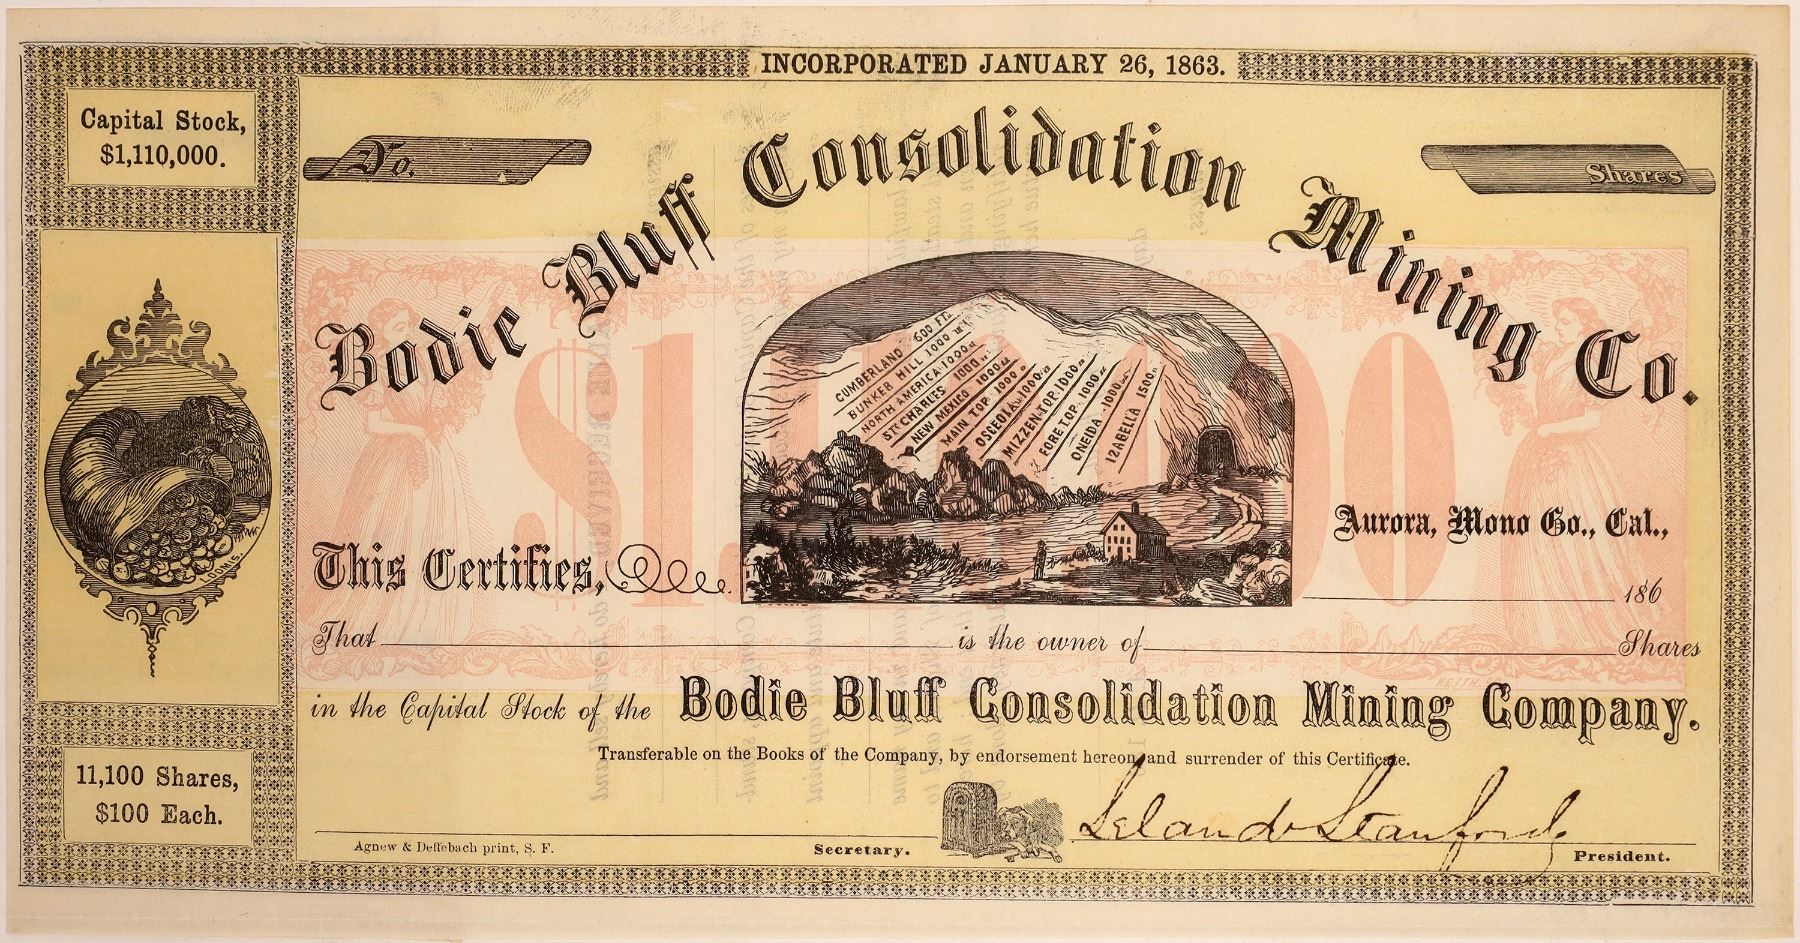 INCORPORATED JANUARY 26, 1863.
Capital Stock,
$1,110,000.
No.
Shares
Bodie Bluff Consolidation Mining Co.
$1,110,000
CUMBERLAND 600 FT.
BUNKER HILL 1000 "
NORTH AMERICA 1000 "
ST. CHARLES 1000 "
NEW MEXICO 1000 "
MAIN TOP 1000 "
OSCEOLA 1000 "
MIZZEN-TOP 1000 "
FORE TOP 1000 "
ONEIDA 1000 "
IZABELLA 1500 "
LOOMIS.
Aurora, Mono Co., Cal.,
This Certifies,
186
That is the owner of Shares
KEITH
in the Capital Stock of the Bodie Bluff Consolidation Mining Company.
Transferable on the Books of the Company, by endorsement hereon, and surrender of this Certificate.
11,100 Shares,
$100 Each.
Leland Stanford
Agnew & Deffebach print, S. F.
Secretary.
President.